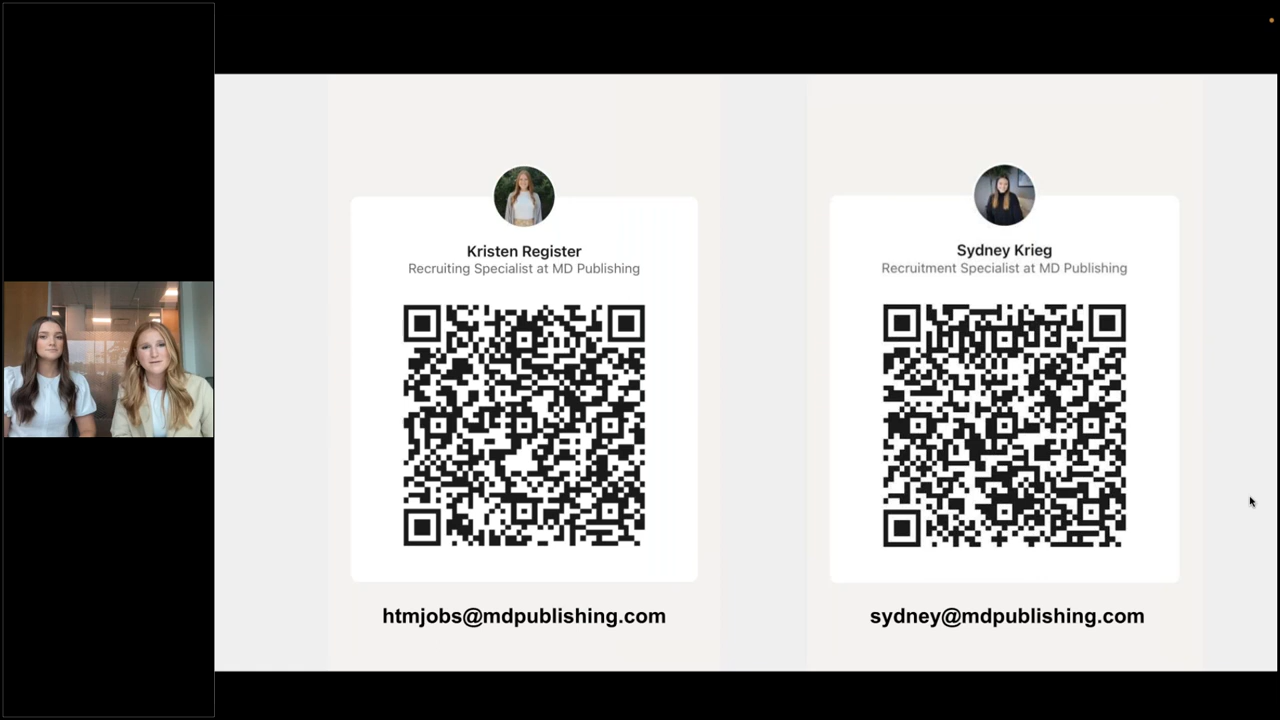 Kristen Register
Recruiting Specialist at MD Publishing
htmjobs@mdpublishing.com
Sydney Krieg
Recruitment Specialist at MD Publishing
sydney@mdpublishing.com